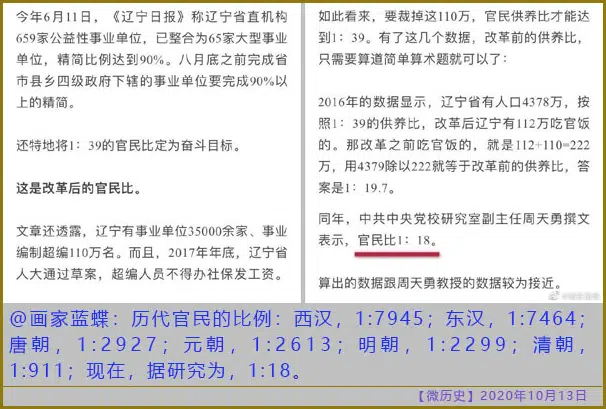 今年6月11日，《辽宁日报》称辽宁省直机构
659家公益性事业单位，已整合为65家大型事业
单位，精简比例达到90%。八月底之前完成省
市县乡四级政府下辖的事业单位要完成90%以
上的精简。
还特地将1：39的官民比定为奋斗目标。
这是改革后的官民比。
文章还透露，辽宁有事业单位35000余家、事业
编制超编110万名。而且，2017年年底，辽宁省
人大通过草案，超编人员不得办社保发工资。
如此看来，要裁掉这110万，官民供养比才能达
到1：39。有了这几个数据，改革前的供养比，
只需要算道简单算术题就可以了：
2016年的数据显示，辽宁省有人口4378万，按
照1：39的供养比，改革后辽宁有112万吃官饭
的。那改革之前吃官饭的，就是112+110=222
万，用4379除以222就等于改革前的供养比，答
案是1：19.7。
同年，中共中央党校研究室副主任周天勇撰文
表示，官民比1：18。
算出的数据跟周天勇教授的数据较为接近。
@画家蓝蝶：历代官民的比例：西汉，1:7945；东汉，1:7464；
唐朝，1:2927；元朝，1:2613；明朝，1:2299；清朝，
1:911；现在，据研究为，1:18。
【微历史】2020年10月13日